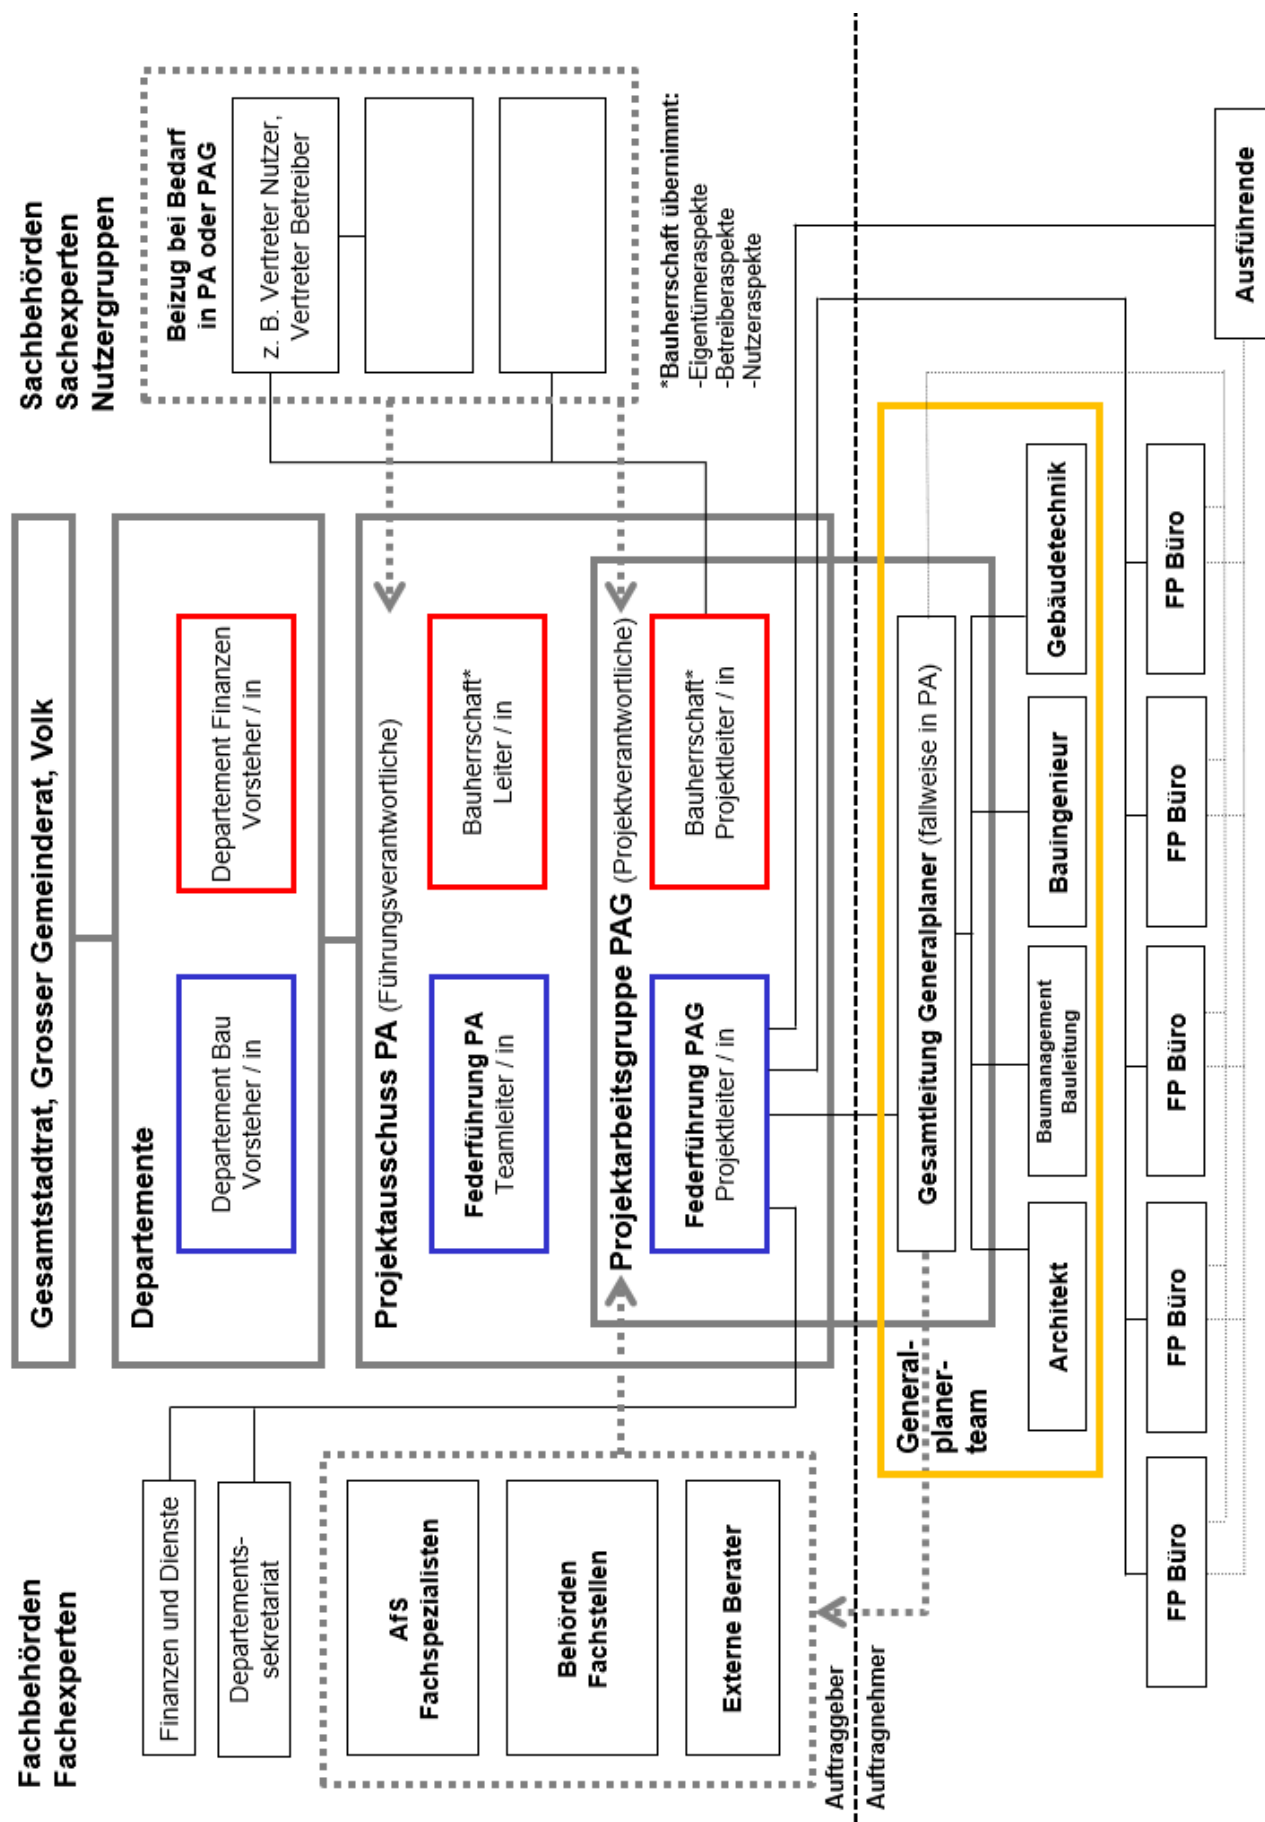 Fachbehörden
Fachexperten
Gesamtstadtrat, Grosser Gemeinderat, Volk
Sachbehörden
Sachexperten
Nutzergruppen
Finanzen und Dienste
Departements-
sekretariat
Departemente
Departement Bau
Vorsteher / in
Departement Finanzen
Vorsteher / in
Beizug bei Bedarf
in PA oder PAG
z. B. Vertreter Nutzer,
Vertreter Betreiber
AfS
Fachspezialisten
Behörden
Fachstellen
Externe Berater
Projektausschuss PA (Führungsverantwortliche)
Federführung PA
Teamleiter / in
Bauherrschaft*
Leiter / in
Projektarbeitsgruppe PAG (Projektverantwortliche)
Federführung PAG
Projektleiter / in
Bauherrschaft*
Projektleiter / in
*Bauherrschaft übernimmt:
-Eigentümeraspekte
-Betreiberaspekte
-Nutzeraspekte
Auftraggeber
Auftragnehmer
General-
planer-
team
Gesamtleitung Generalplaner (fallweise in PA)
Architekt
Baumanagement
Bauleitung
Bauingenieur
Gebäudetechnik
FP Büro
FP Büro
FP Büro
FP Büro
FP Büro
Ausführende